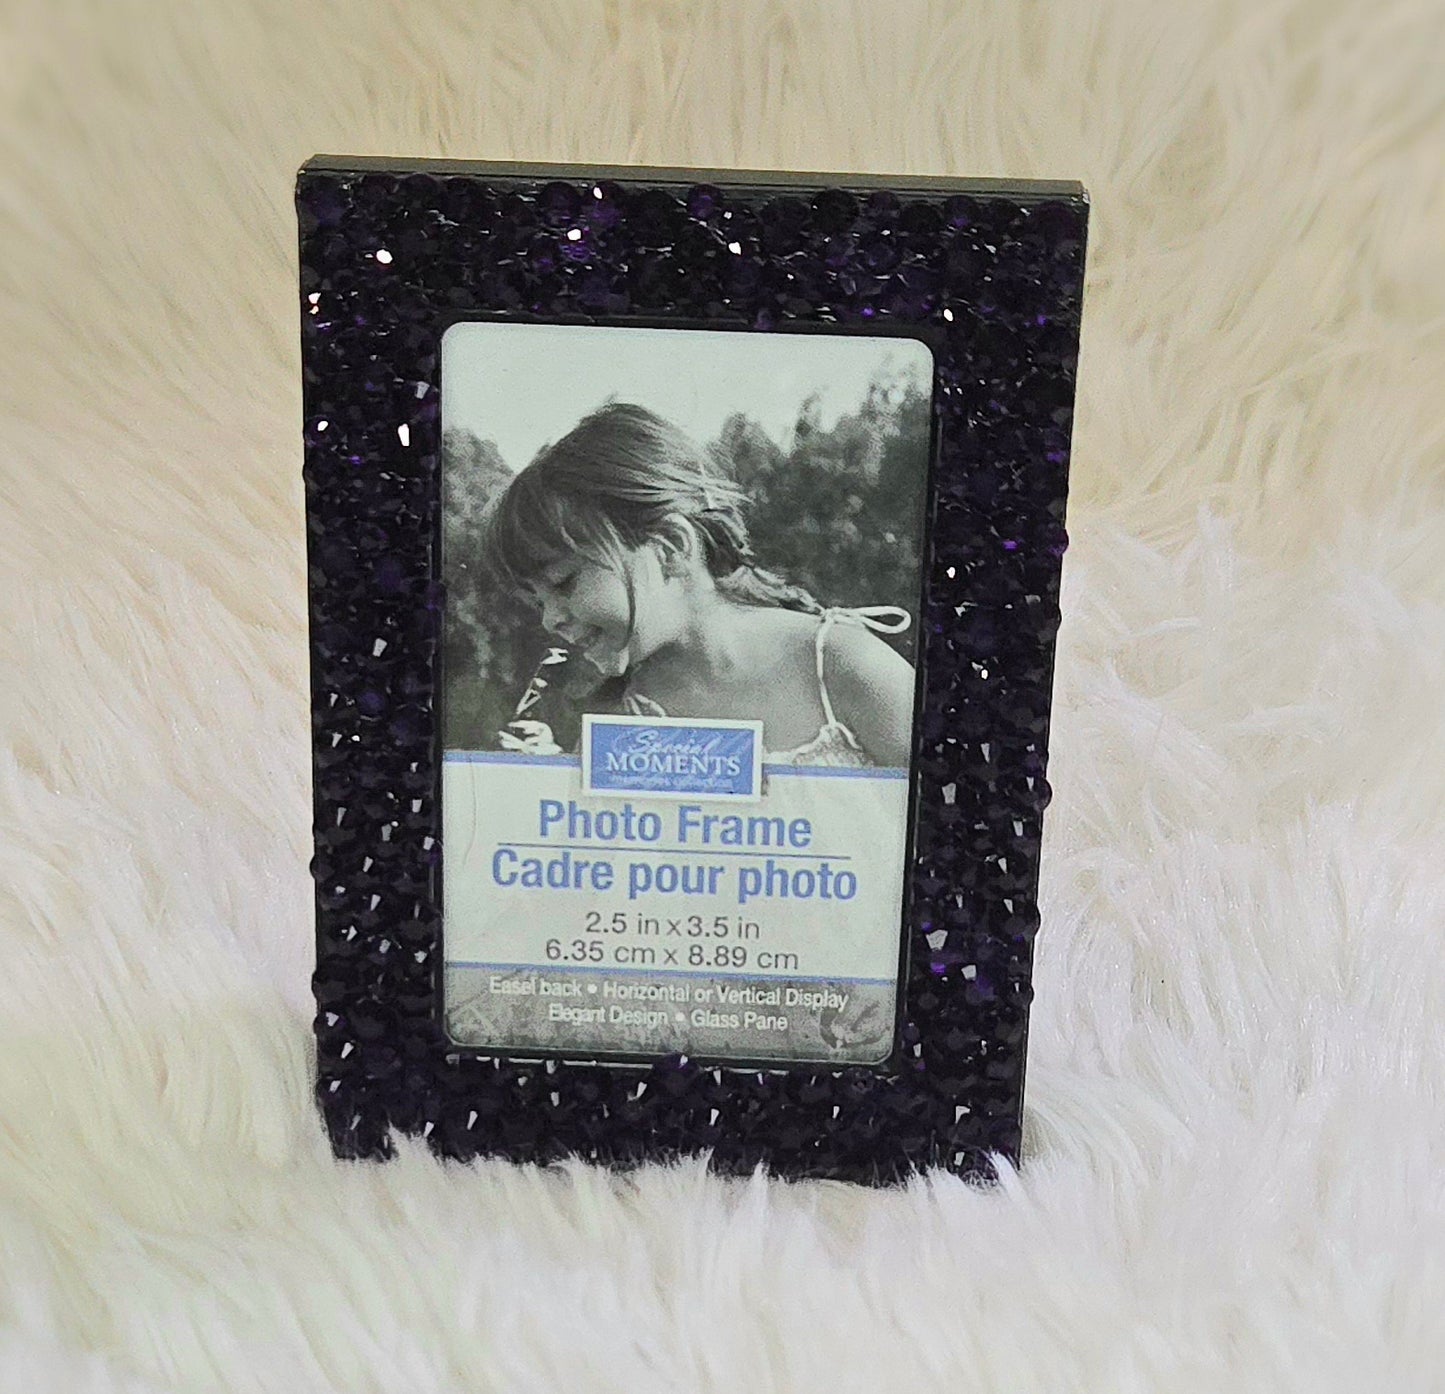 Special
MOMENTS
Photo Frame
Cadre pour photo
2.5 in x 3.5 in
6.35 cm x 8.89 cm
Easel back • Horizontal or Vertical Display
Elegant Design • Glass Pane